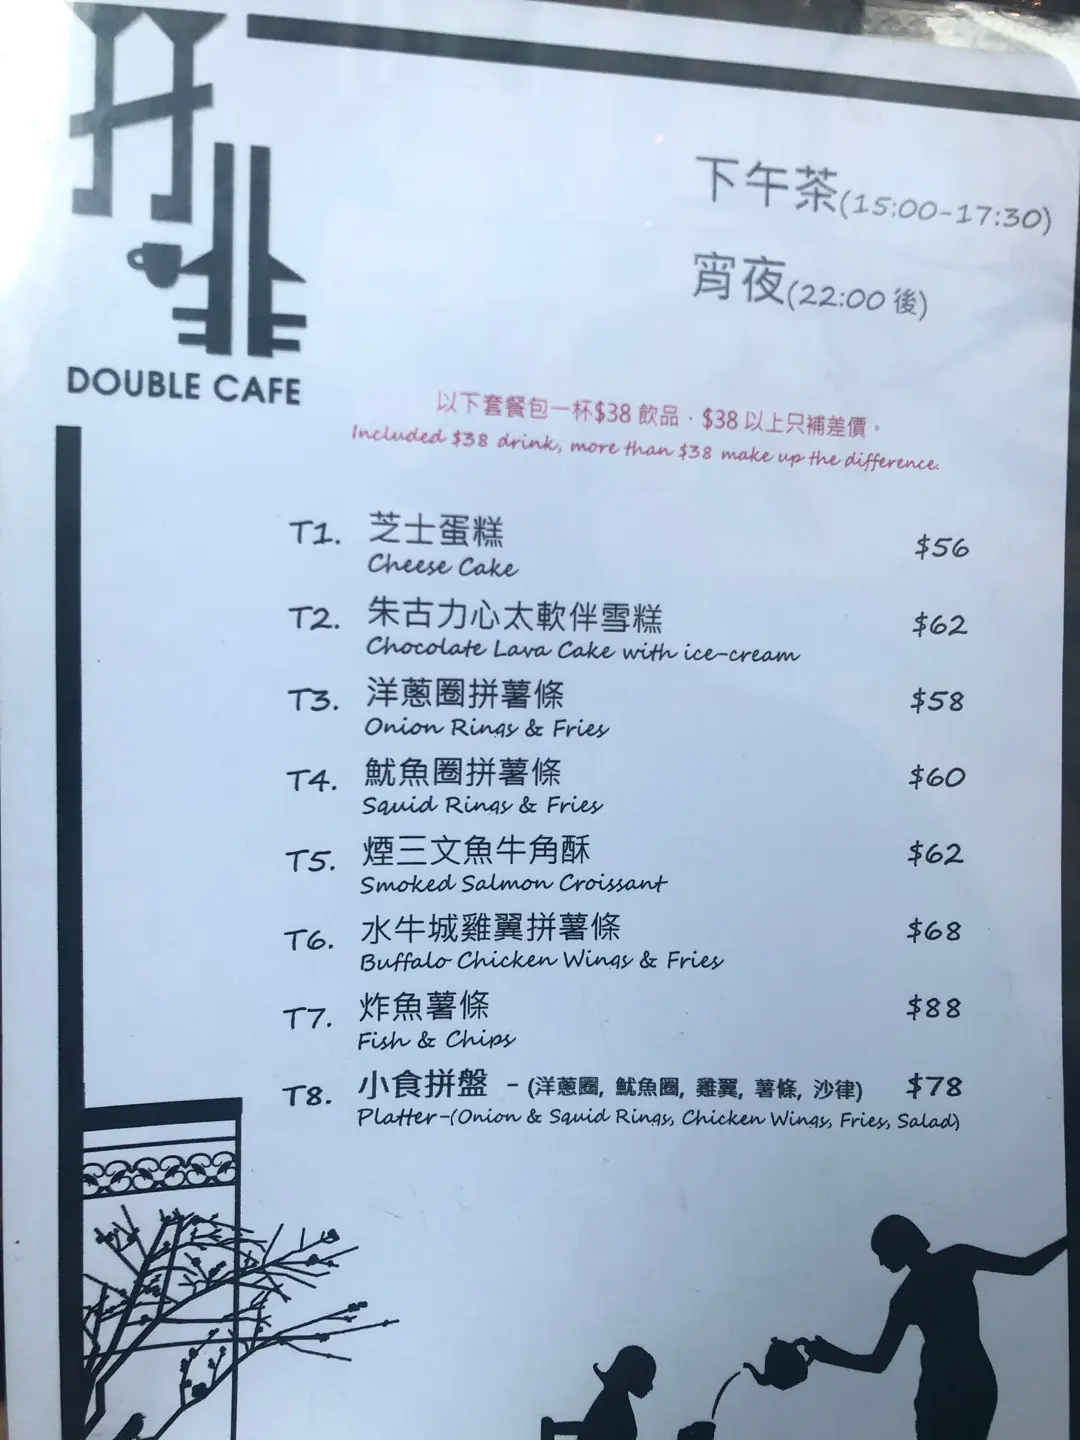 DOUBLE CAFE
下午茶(15:00-17:30)
宵夜(22:00 後)
以下套餐包一杯$38 飲品，$38 以上只補差價。
Included $38 drink, more than $38 make up the difference.
T1. 芝士蛋糕 $56
Cheese Cake
T2. 朱古力心太軟伴雪糕 $62
Chocolate Lava Cake with ice-cream
T3. 洋蔥圈拼薯條 $58
Onion Rings & Fries
T4. 魷魚圈拼薯條 $60
Squid Rings & Fries
T5. 煙三文魚牛角酥 $62
Smoked Salmon Croissant
T6. 水牛城雞翼拼薯條 $68
Buffalo Chicken Wings & Fries
T7. 炸魚薯條 $88
Fish & Chips
T8. 小食拼盤 - (洋蔥圈, 魷魚圈, 雞翼, 薯條, 沙律) $78
Platter-(Onion & Squid Rings, Chicken Wings, Fries, Salad)